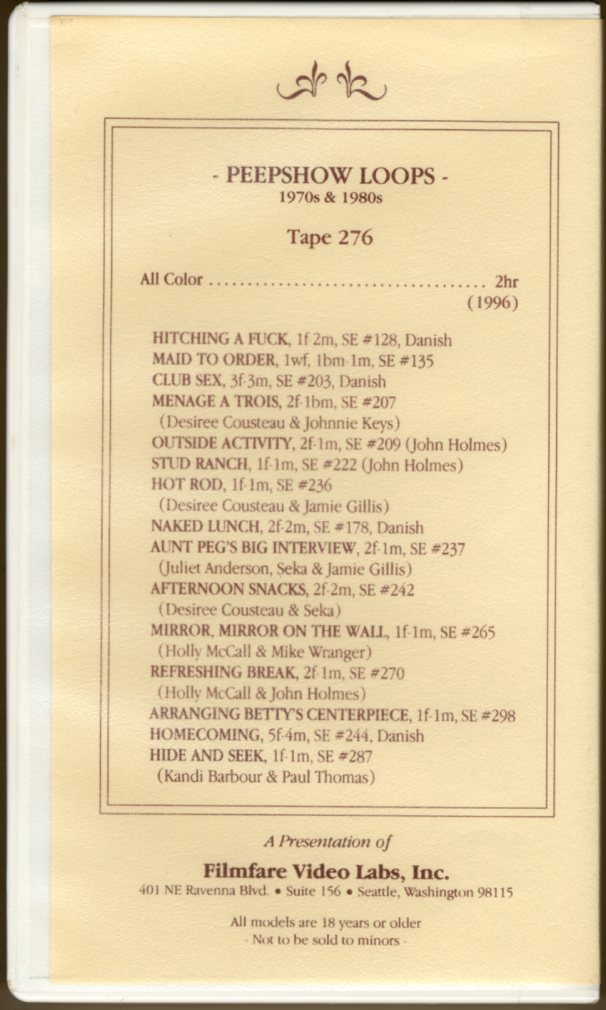 - PEEPSHOW LOOPS -
1970s & 1980s
Tape 276
All Color ................................... 2hr
(1996)
HITCHING A FUCK, 1f-2m, SE #128, Danish
MAID TO ORDER, 1wf, 1bm-1m, SE #135
CLUB SEX, 3f-3m, SE #203, Danish
MENAGE A TROIS, 2f-1bm, SE #207
(Desiree Cousteau & Johnnie Keys)
OUTSIDE ACTIVITY, 2f-1m, SE #209 (John Holmes)
STUD RANCH, 1f-1m, SE #222 (John Holmes)
HOT ROD, 1f-1m, SE #236
(Desiree Cousteau & Jamie Gillis)
NAKED LUNCH, 2f-2m, SE #178, Danish
AUNT PEG'S BIG INTERVIEW, 2f-1m, SE #237
(Juliet Anderson, Seka & Jamie Gillis)
AFTERNOON SNACKS, 2f-2m, SE #242
(Desiree Cousteau & Seka)
MIRROR, MIRROR ON THE WALL, 1f-1m, SE #265
(Holly McCall & Mike Wranger)
REFRESHING BREAK, 2f-1m, SE #270
(Holly McCall & John Holmes)
ARRANGING BETTY'S CENTERPIECE, 1f-1m, SE #298
HOMECOMING, 5f-4m, SE #244, Danish
HIDE AND SEEK, 1f-1m, SE #287
(Kandi Barbour & Paul Thomas)
A Presentation of
Filmfare Video Labs, Inc.
401 NE Ravenna Blvd. • Suite 156 • Seattle, Washington 98115
All models are 18 years or older
- Not to be sold to minors -